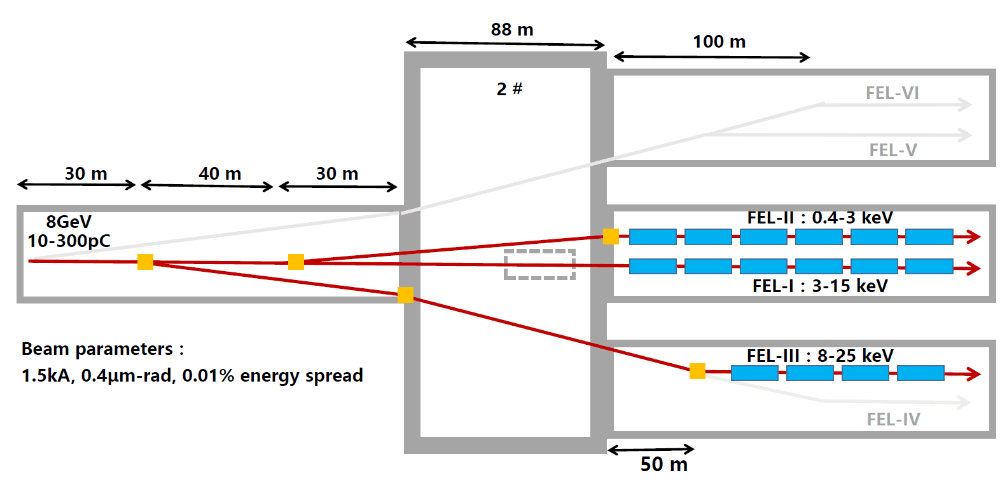 88 m
100 m
2 #
FEL-VI
FEL-V
30 m
40 m
30 m
8GeV
10-300pC
FEL-II : 0.4-3 keV
FEL-I : 3-15 keV
Beam parameters :
1.5kA, 0.4μm-rad, 0.01% energy spread
FEL-III : 8-25 keV
FEL-IV
50 m